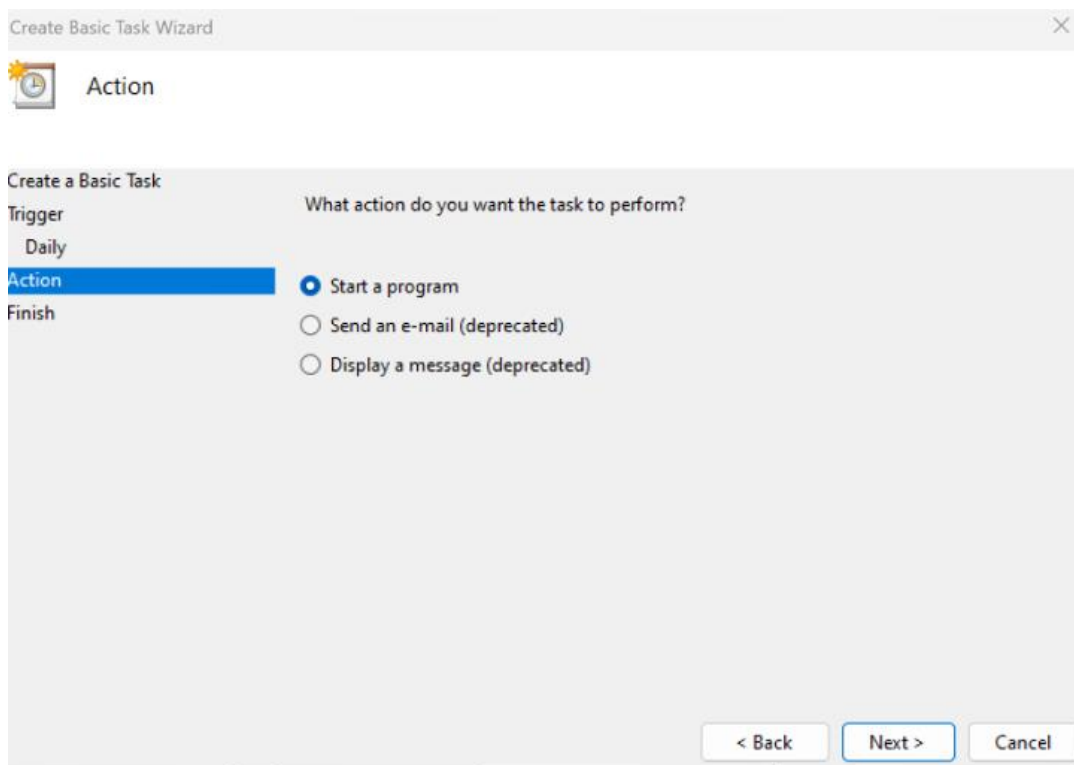 Create Basic Task Wizard
Action
Create a Basic Task
Trigger
Daily
Action
Finish
What action do you want the task to perform?
Start a program
Send an e-mail (deprecated)
Display a message (deprecated)
< Back
Next >
Cancel